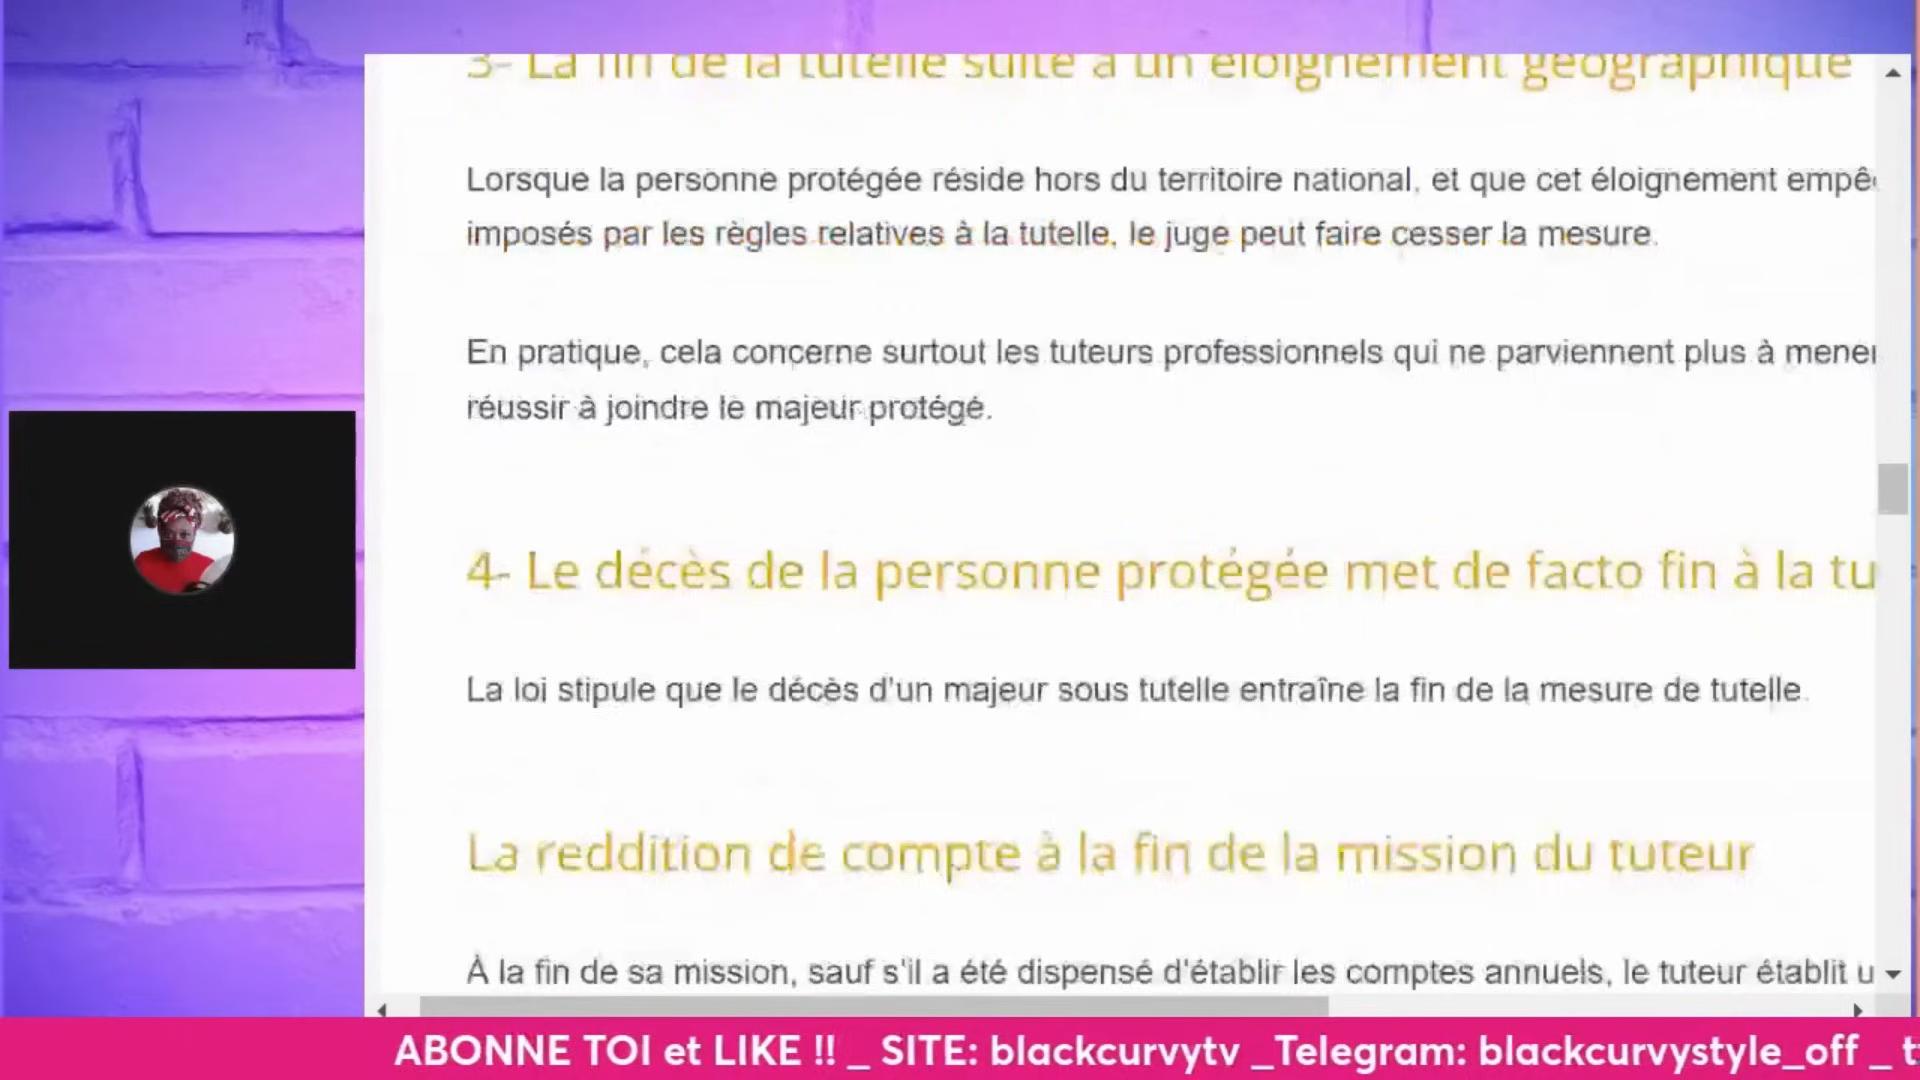 3- La fin de la tutelle suite à un éloignement géographique
Lorsque la personne protégée réside hors du territoire national, et que cet éloignement empê
imposés par les règles relatives à la tutelle, le juge peut faire cesser la mesure.
En pratique, cela concerne surtout les tuteurs professionnels qui ne parviennent plus à mener
réussir à joindre le majeur protégé.
4- Le décès de la personne protégée met de facto fin à la tu
La loi stipule que le décès d'un majeur sous tutelle entraîne la fin de la mesure de tutelle.
La reddition de compte à la fin de la mission du tuteur
À la fin de sa mission, sauf s'il a été dispensé d'établir les comptes annuels, le tuteur établit u
ABONNE TOI et LIKE !! _ SITE: blackcurvytv _Telegram: blackcurvystyle_off _ t